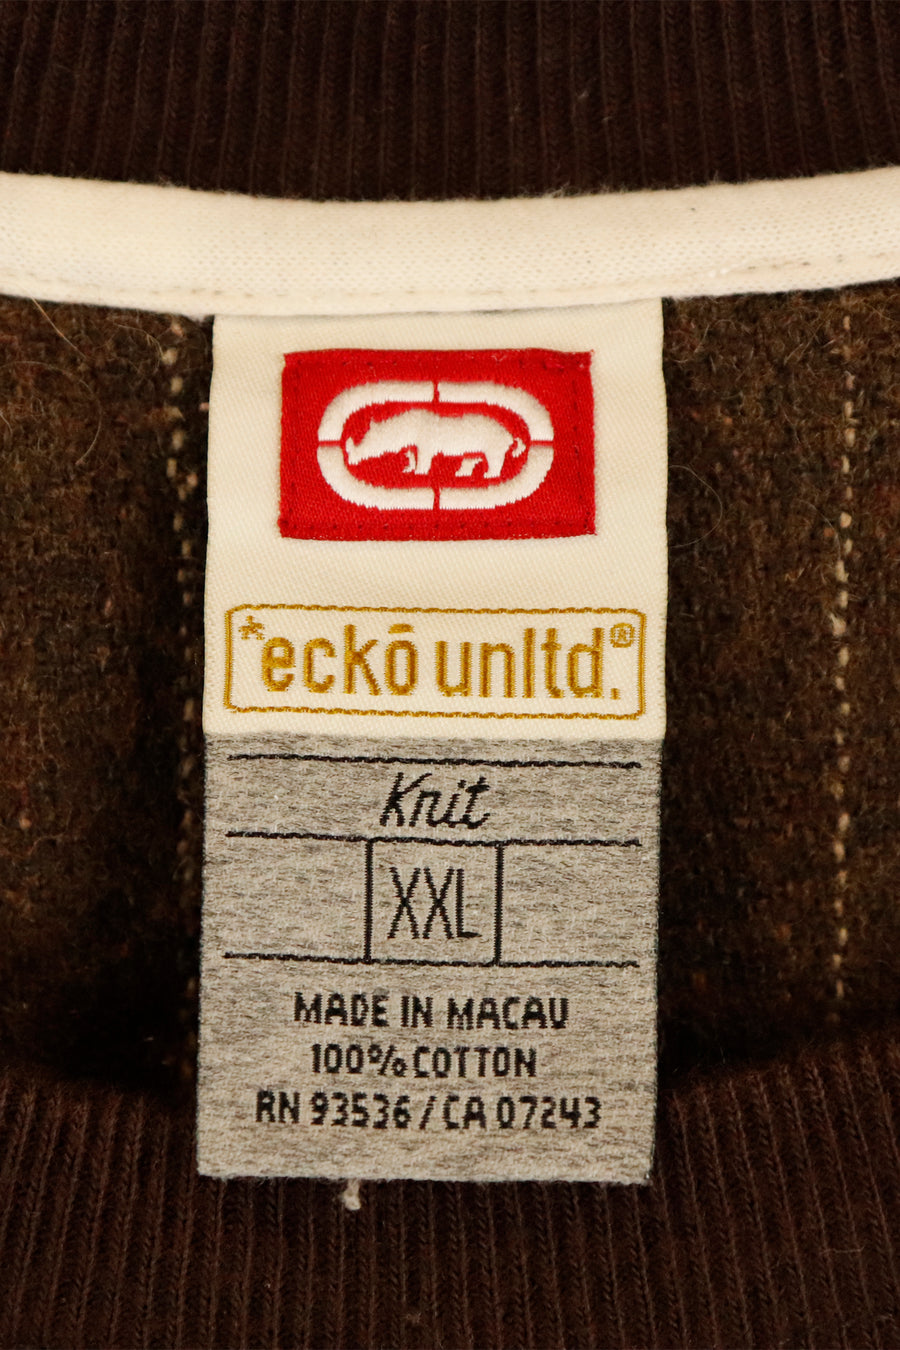 *eckō unltd.®
Knit
XXL
MADE IN MACAU
100% COTTON
RN 93536 / CA 07243